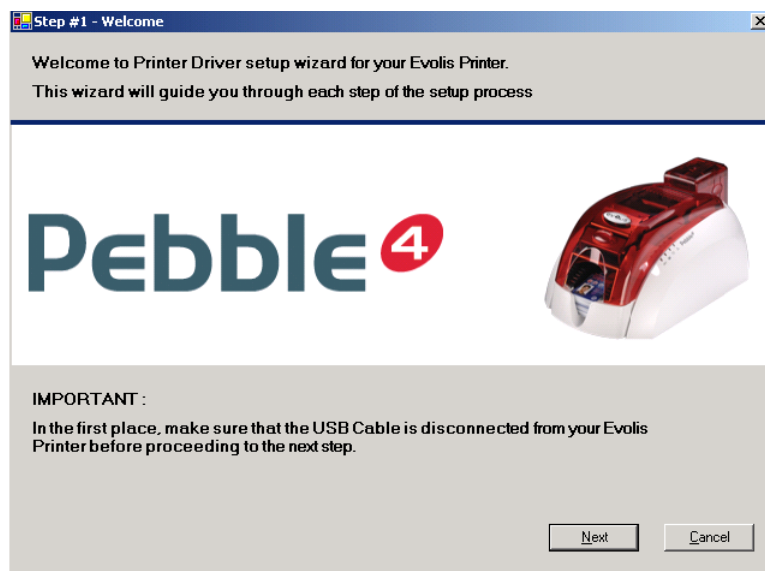 Step #1 - Welcome
Welcome to Printer Driver setup wizard for your Evolis Printer.
This wizard will guide you through each step of the setup process
Pebble 4
IMPORTANT :
In the first place, make sure that the USB Cable is disconnected from your Evolis
Printer before proceeding to the next step.
Next
Cancel